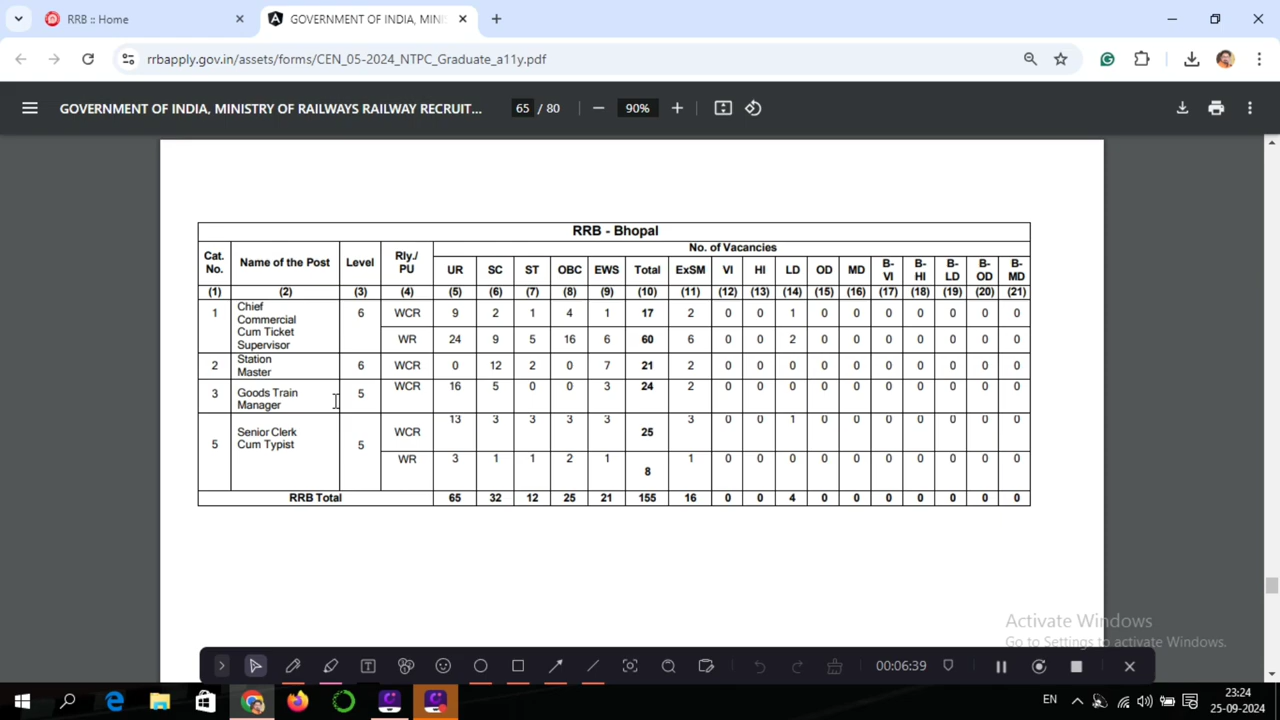 RRB :: Home
GOVERNMENT OF INDIA, MIN
rrbapply.gov.in/assets/forms/CEN_05-2024_NTPC_Graduate_a11y.pdf
GOVERNMENT OF INDIA, MINISTRY OF RAILWAYS RAILWAY RECRUIT... 65 / 80 90%
RRB - Bhopal
Cat. No. Name of the Post Level Rly./ PU No. of Vacancies
UR SC ST OBC EWS Total ExSM VI HI LD OD MD B-VI B-HI B-LD B-OD B-MD
(1) (2) (3) (4) (5) (6) (7) (8) (9) (10) (11) (12) (13) (14) (15) (16) (17) (18) (19) (20) (21)
1 Chief Commercial Cum Ticket Supervisor 6 WCR 9 2 1 4 1 17 2 0 0 1 0 0 0 0 0 0 0
WR 24 9 5 16 6 60 6 0 0 2 0 0 0 0 0 0 0
2 Station Master 6 WCR 0 12 2 0 7 21 2 0 0 0 0 0 0 0 0 0 0
3 Goods Train Manager 5 WCR 16 5 0 0 3 24 2 0 0 0 0 0 0 0 0 0 0
5 Senior Clerk Cum Typist 5 WCR 13 3 3 3 3 25 3 0 0 1 0 0 0 0 0 0 0
WR 3 1 1 2 1 8 1 0 0 0 0 0 0 0 0 0 0
RRB Total 65 32 12 25 21 155 16 0 0 4 0 0 0 0 0 0 0
Activate Windows
Go to Settings to activate Windows.
00:06:39
EN
23:24
25-09-2024